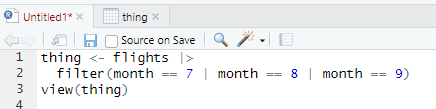 Untitled1* thing
Source on Save
1 thing <- flights |>
2 filter(month == 7 | month == 8 | month == 9)
3 view(thing)
4